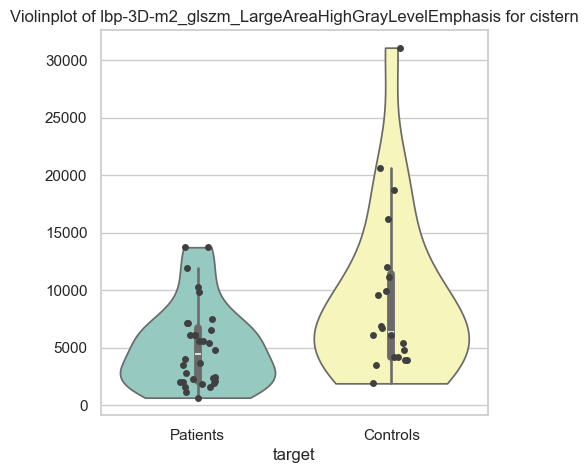 Violinplot of lbp-3D-m2_glszm_LargeAreaHighGrayLevelEmphasis for cistern
30000
25000
20000
15000
10000
5000
0
Patients
Controls
target